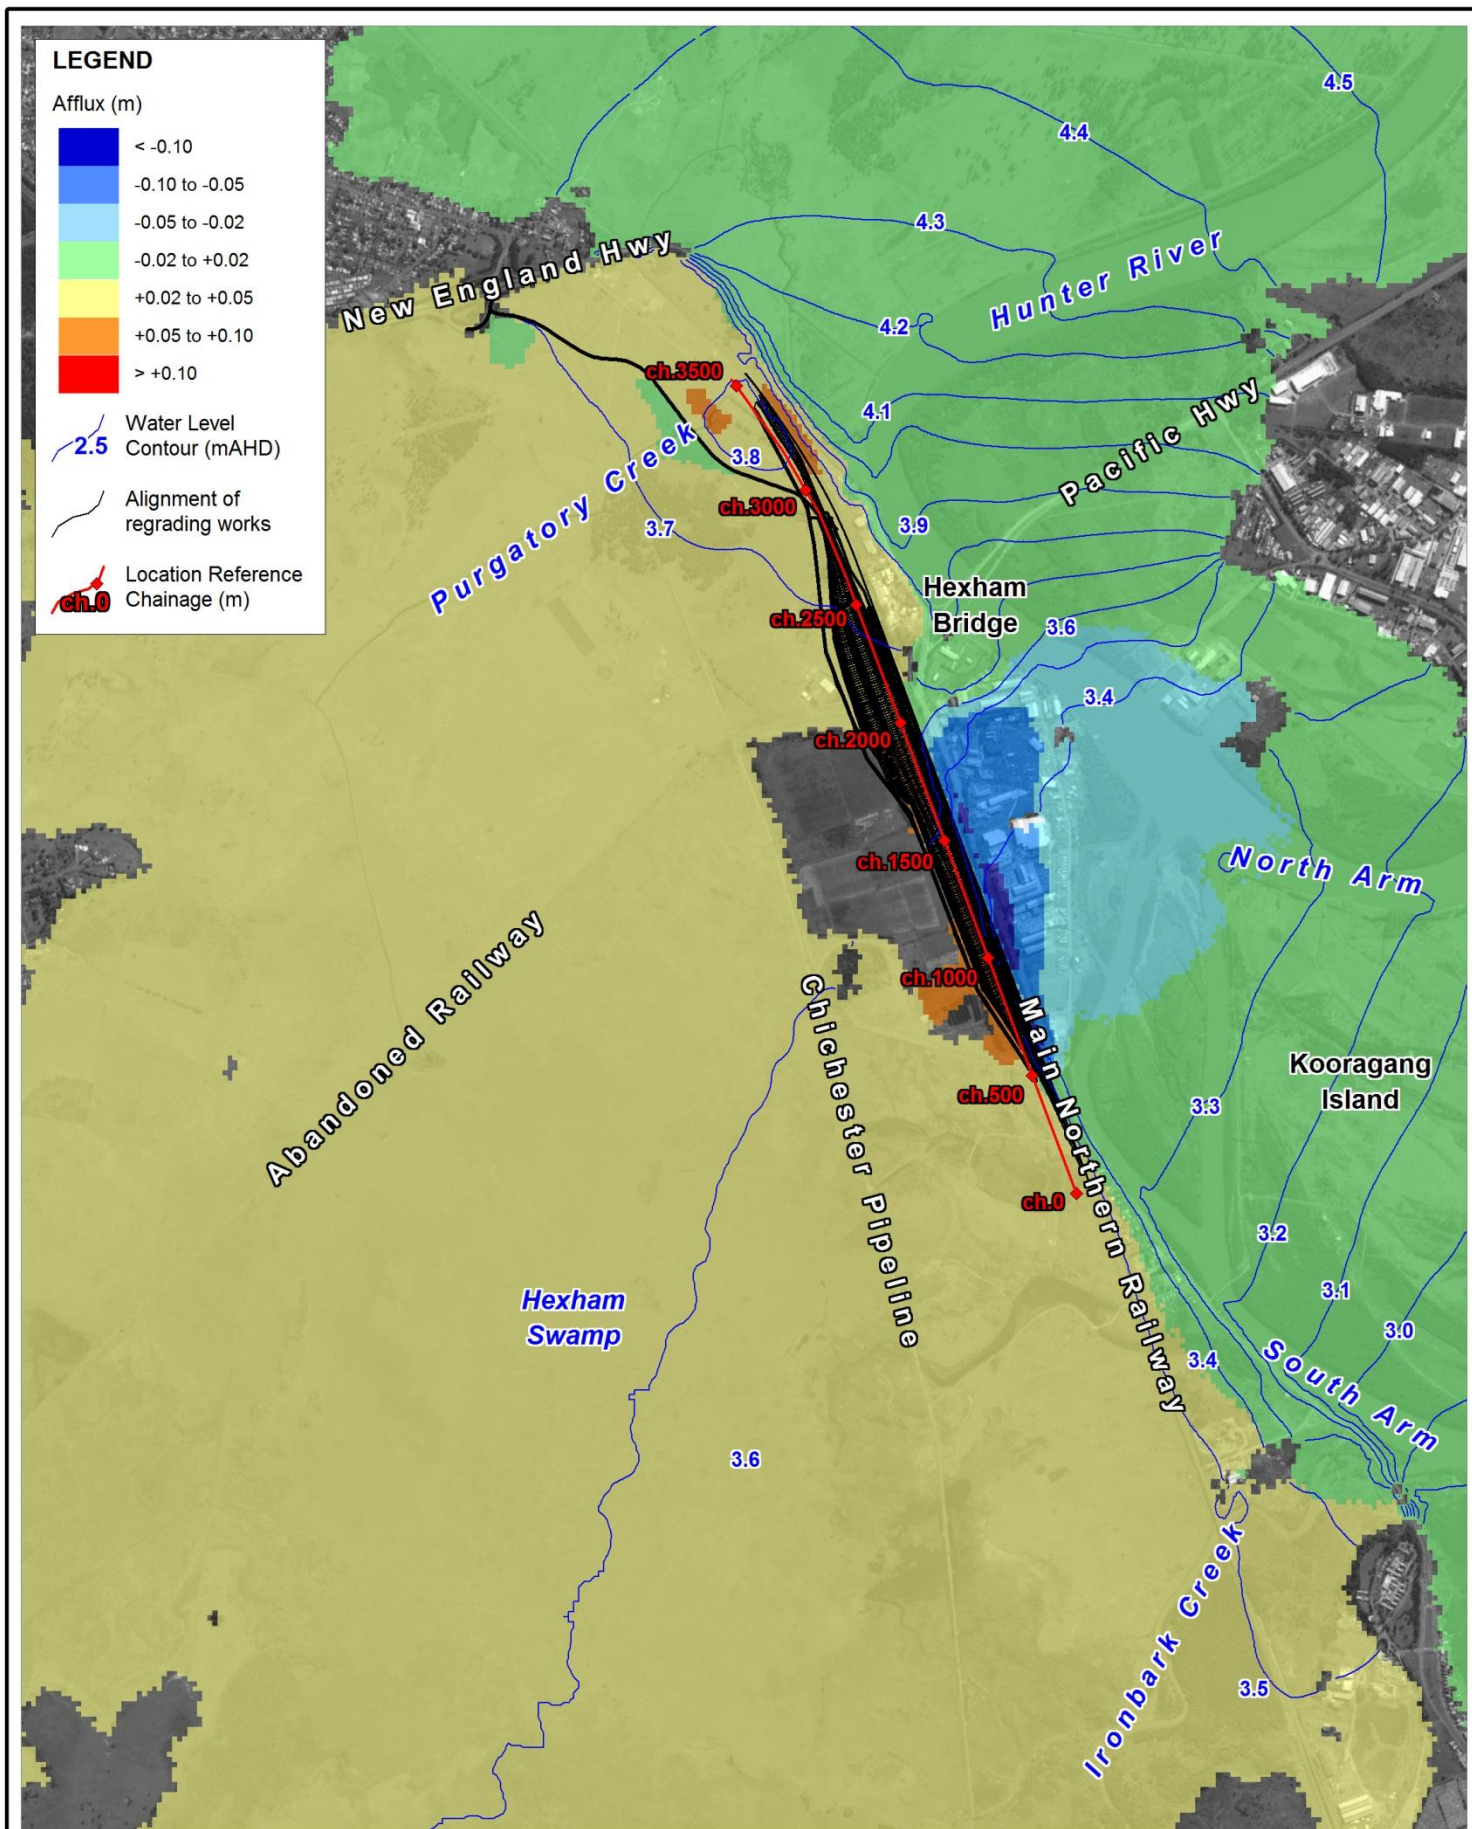 LEGEND
Afflux (m)
< -0.10
-0.10 to -0.05
-0.05 to -0.02
-0.02 to +0.02
+0.02 to +0.05
+0.05 to +0.10
> +0.10
2.5
Water Level
Contour (mAHD)
Alignment of
regrading works
ch.0
Location Reference
Chainage (m)
4.5
4.4
4.3
Hunter River
New England Hwy
4.2
ch.3500
4.1
Pacific Hwy
Purgatory Creek
3.8
ch.3000
3.9
3.7
Hexham
Bridge
ch.2500
3.6
3.4
ch.2000
ch.1500
North Arm
Abandoned Railway
ch.1000
Chichester Pipeline
Main Northern Railway
Kooragang
Island
ch.500
3.3
ch.0
3.2
Hexham
Swamp
3.1
3.0
3.4
South Arm
3.6
Ironbark Creek
3.5